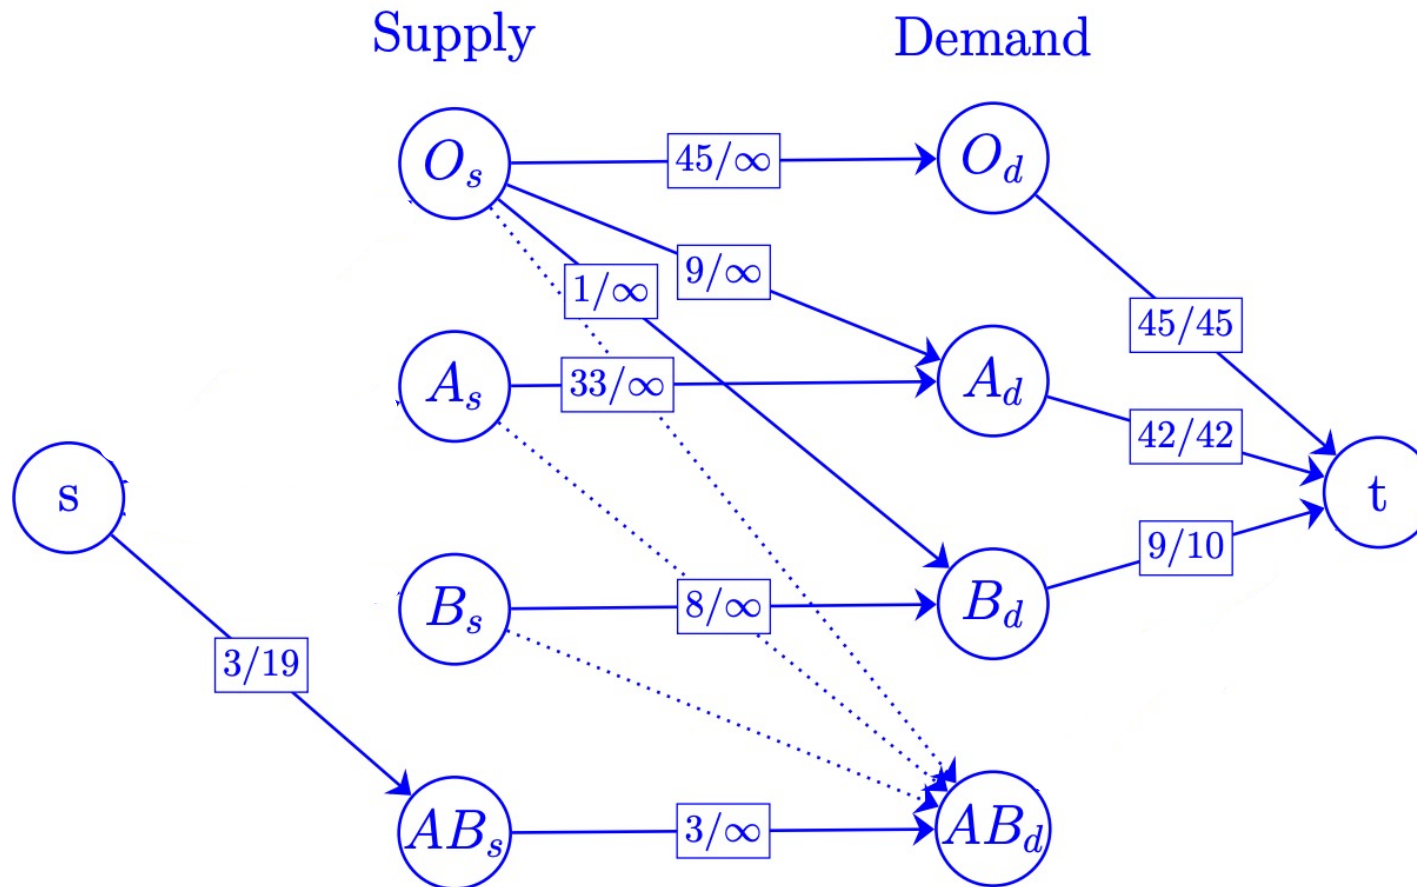 Supply
Demand
O_s
45/∞
O_d
9/∞
1/∞
45/45
A_s
33/∞
A_d
42/42
s
t
9/10
B_s
8/∞
B_d
3/19
AB_s
3/∞
AB_d